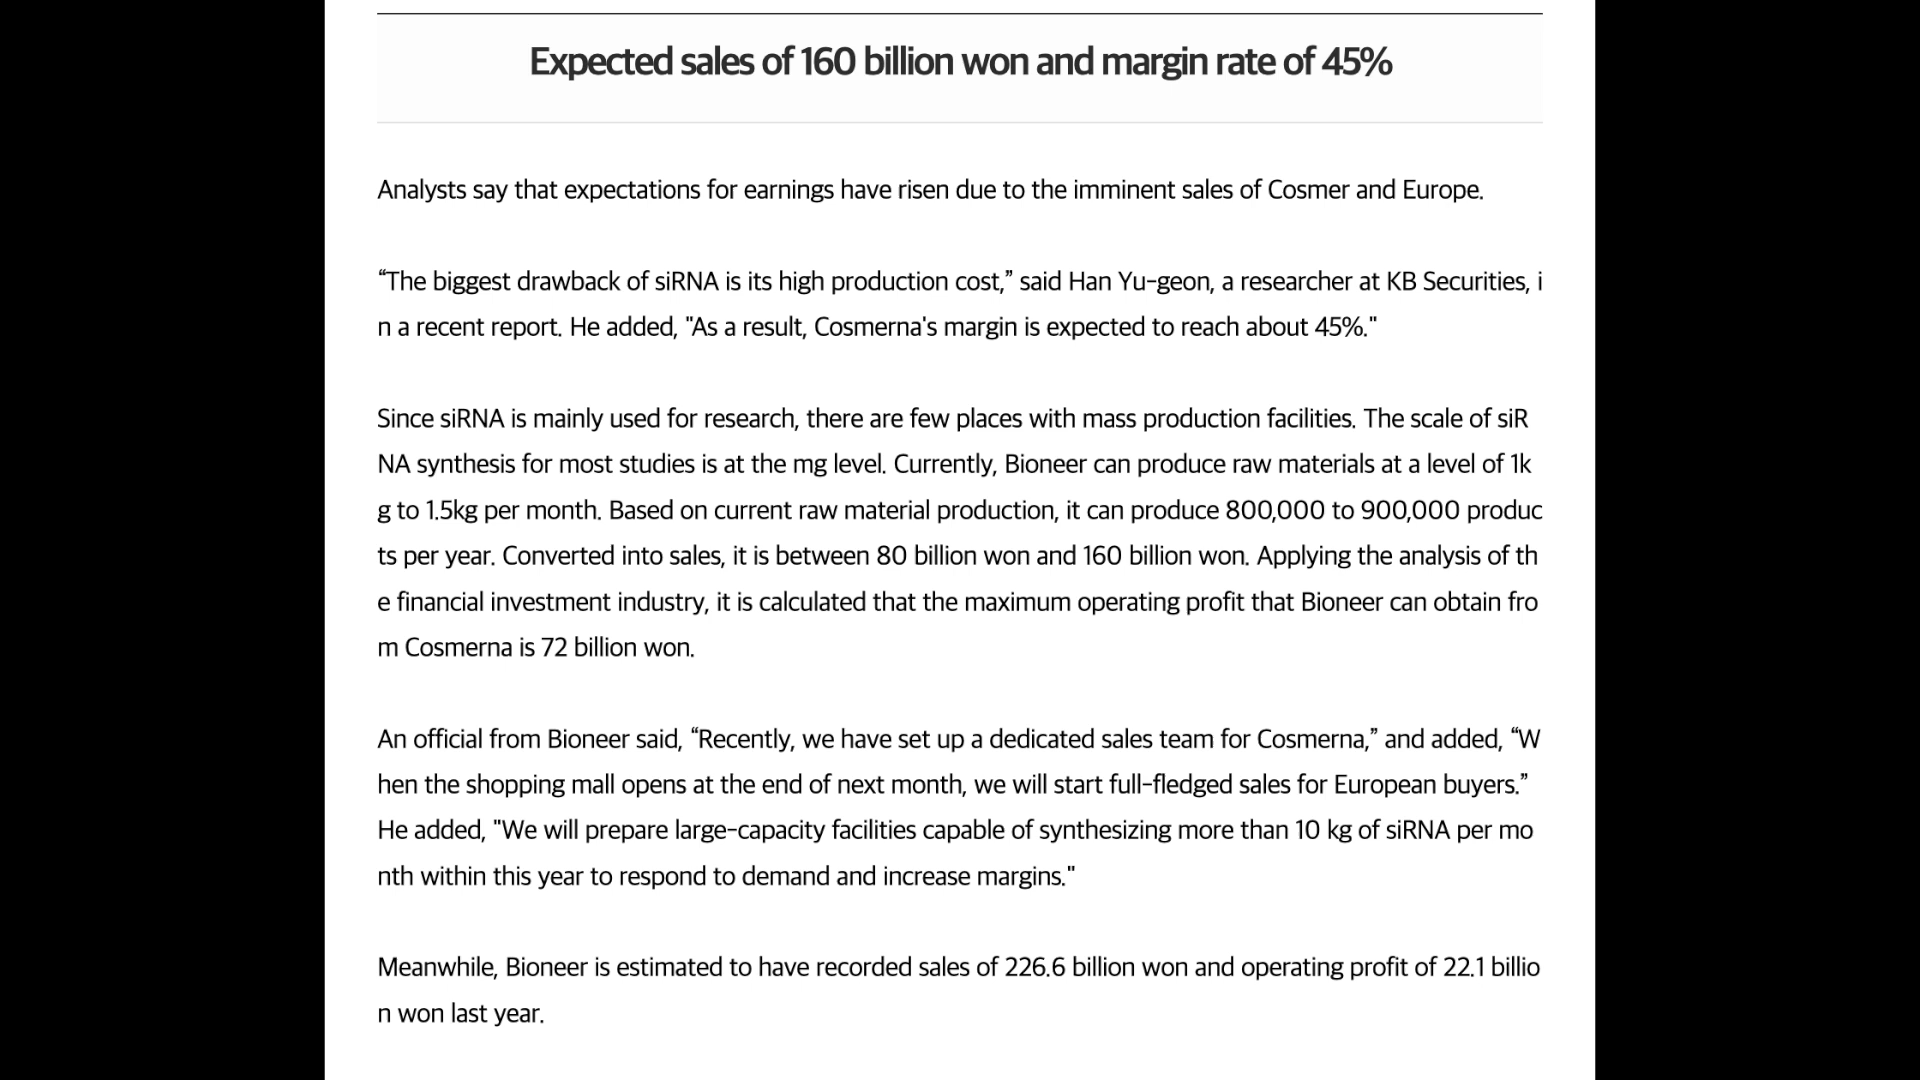 Expected sales of 160 billion won and margin rate of 45%
Analysts say that expectations for earnings have risen due to the imminent sales of Cosmer and Europe.
“The biggest drawback of siRNA is its high production cost,” said Han Yu-geon, a researcher at KB Securities, i
n a recent report. He added, "As a result, Cosmerna's margin is expected to reach about 45%."
Since siRNA is mainly used for research, there are few places with mass production facilities. The scale of siR
NA synthesis for most studies is at the mg level. Currently, Bioneer can produce raw materials at a level of 1k
g to 1.5kg per month. Based on current raw material production, it can produce 800,000 to 900,000 produc
ts per year. Converted into sales, it is between 80 billion won and 160 billion won. Applying the analysis of th
e financial investment industry, it is calculated that the maximum operating profit that Bioneer can obtain fro
m Cosmerna is 72 billion won.
An official from Bioneer said, “Recently, we have set up a dedicated sales team for Cosmerna,” and added, “W
hen the shopping mall opens at the end of next month, we will start full-fledged sales for European buyers.”
He added, "We will prepare large-capacity facilities capable of synthesizing more than 10 kg of siRNA per mo
nth within this year to respond to demand and increase margins."
Meanwhile, Bioneer is estimated to have recorded sales of 226.6 billion won and operating profit of 22.1 billio
n won last year.